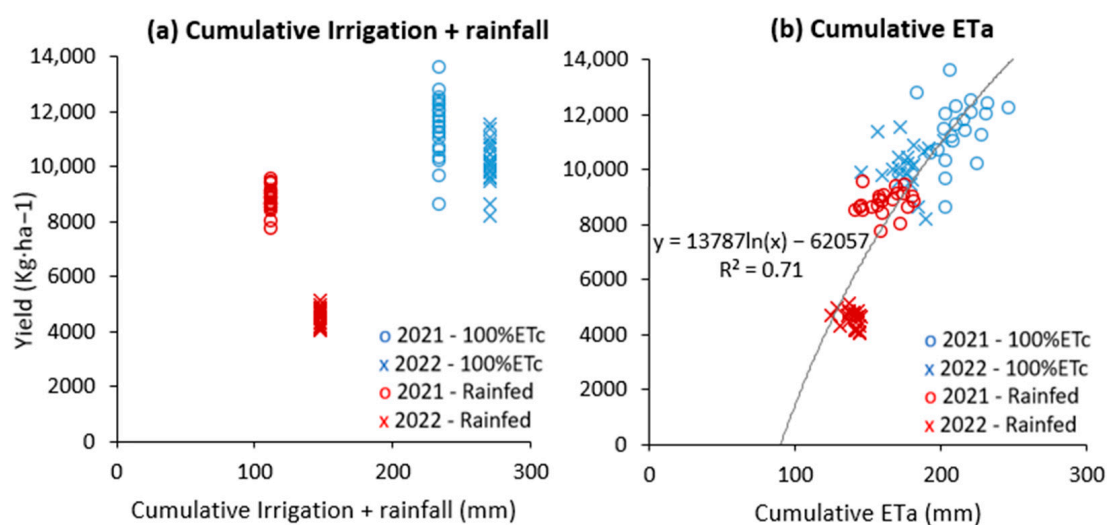 (a) Cumulative Irrigation + rainfall
14,000
12,000
10,000
8000
6000
4000
2000
0
Yield (Kg·ha−1)
0 100 200 300
Cumulative Irrigation + rainfall (mm)
o 2021 - 100%ETc
x 2022 - 100%ETc
o 2021 - Rainfed
x 2022 - Rainfed
(b) Cumulative ETa
14,000
12,000
10,000
8000
6000
4000
2000
0
y = 13787ln(x) − 62057
R² = 0.71
o 2021 - 100%ETc
x 2022 - 100%ETc
o 2021 - Rainfed
x 2022 - Rainfed
0 100 200 300
Cumulative ETa (mm)